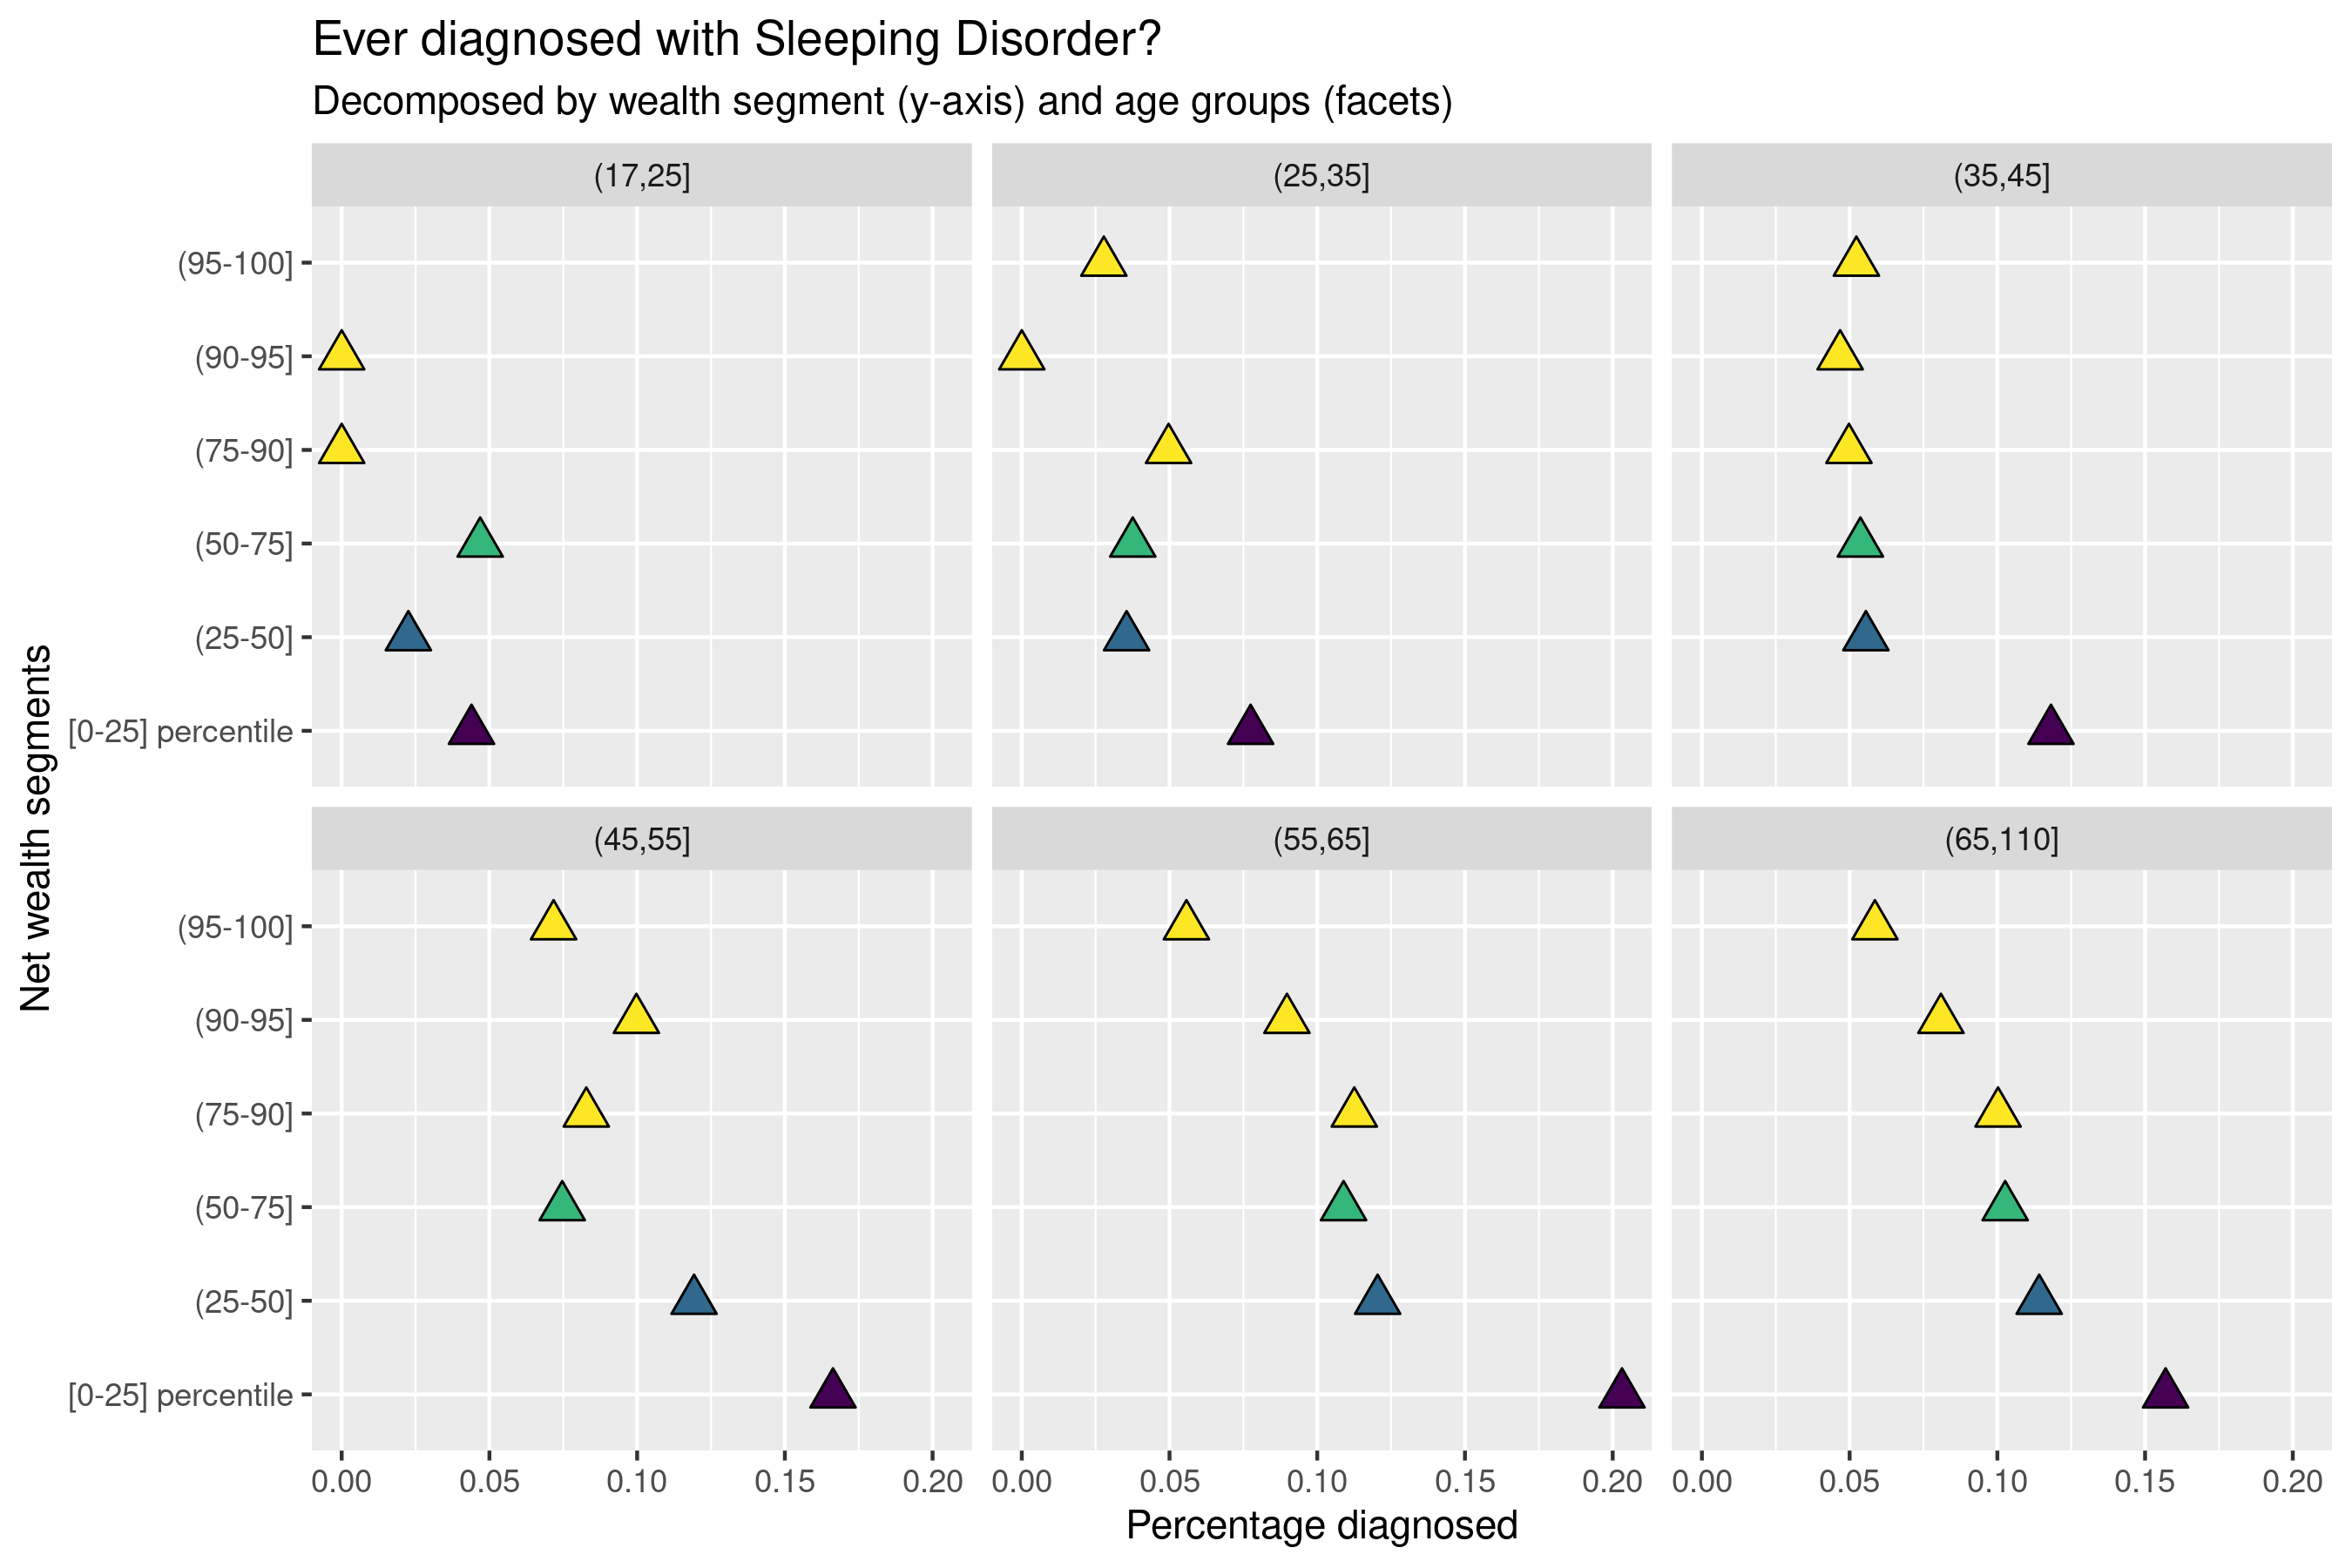 Ever diagnosed with Sleeping Disorder?
Decomposed by wealth segment (y-axis) and age groups (facets)
(17,25]
(25,35]
(35,45]
(95-100]
(90-95]
(75-90]
(50-75]
(25-50]
[0-25] percentile
Net wealth segments
(45,55]
(55,65]
(65,110]
(95-100]
(90-95]
(75-90]
(50-75]
(25-50]
[0-25] percentile
0.00 0.05 0.10 0.15 0.20
0.00 0.05 0.10 0.15 0.20
0.00 0.05 0.10 0.15 0.20
Percentage diagnosed